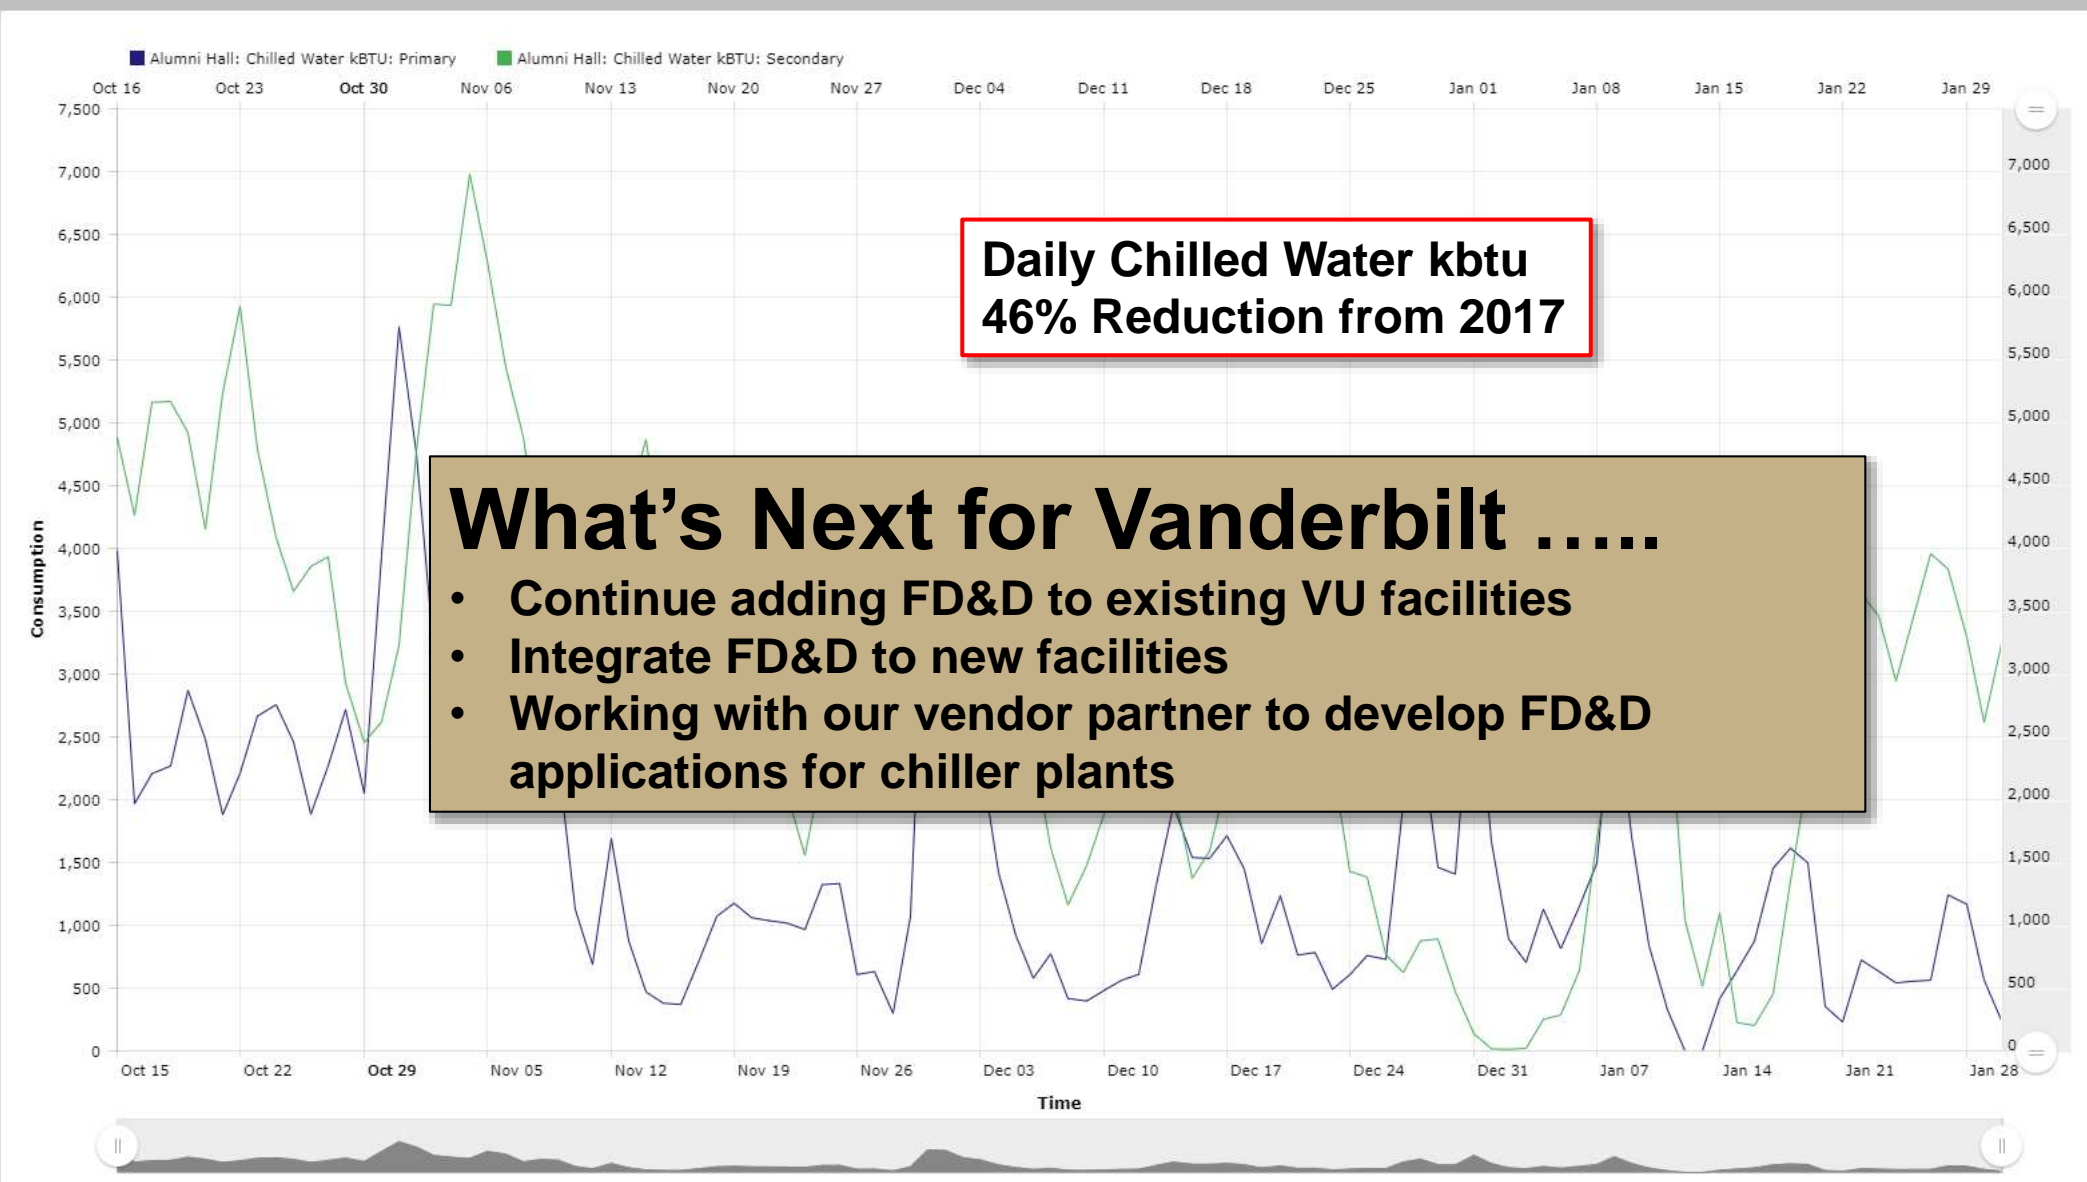 Alumni Hall: Chilled Water kBTU: Primary Alumni Hall: Chilled Water kBTU: Secondary
Oct 16 Oct 23 Oct 30 Nov 06 Nov 13 Nov 20 Nov 27 Dec 04 Dec 11 Dec 18 Dec 25 Jan 01 Jan 08 Jan 15 Jan 22 Jan 29
7,500
7,000 7,000
6,500 6,500
Daily Chilled Water kbtu
46% Reduction from 2017
6,000 6,000
5,500 5,500
5,000 5,000
4,500 4,500
What's Next for Vanderbilt …..
4,000 4,000
• Continue adding FD&D to existing VU facilities
3,500 3,500
• Integrate FD&D to new facilities
3,000 3,000
• Working with our vendor partner to develop FD&D
applications for chiller plants
2,500 2,500
2,000 2,000
1,500 1,500
1,000 1,000
500 500
0 0
Consumption
Oct 15 Oct 22 Oct 29 Nov 05 Nov 12 Nov 19 Nov 26 Dec 03 Dec 10 Dec 17 Dec 24 Dec 31 Jan 07 Jan 14 Jan 21 Jan 28
Time